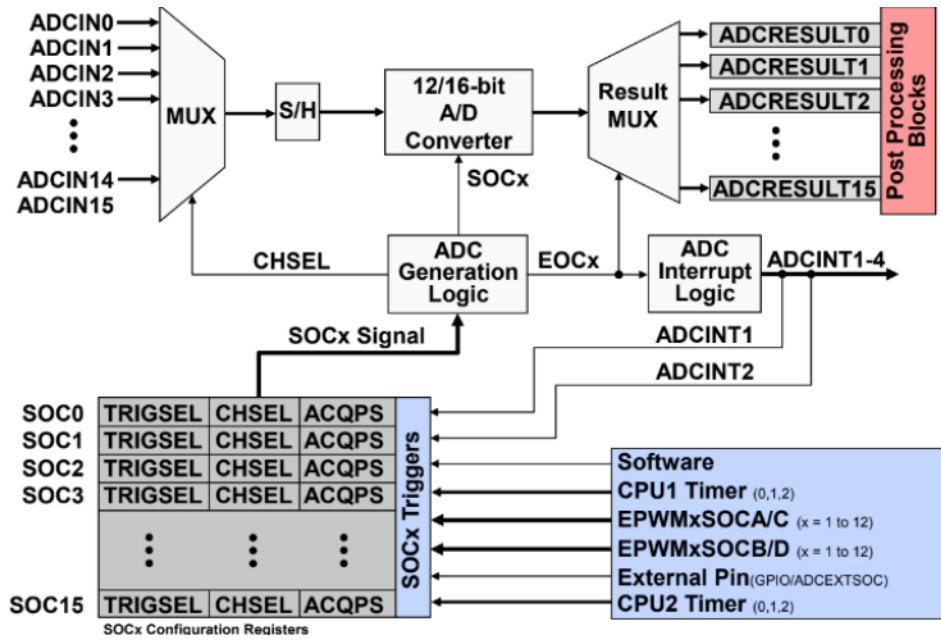 ADCIN0
ADCIN1
ADCIN2
ADCIN3
ADCIN14
ADCIN15
MUX
S/H
12/16-bit
A/D
Converter
SOCx
Result
MUX
ADCRESULT0
ADCRESULT1
ADCRESULT2
ADCRESULT15
Post Processing
Blocks
CHSEL
ADC
Generation
Logic
EOCx
ADC
Interrupt
Logic
ADCINT1-4
SOCx Signal
ADCINT1
ADCINT2
SOC0 TRIGSEL CHSEL ACQPS
SOC1 TRIGSEL CHSEL ACQPS
SOC2 TRIGSEL CHSEL ACQPS
SOC3 TRIGSEL CHSEL ACQPS
SOC15 TRIGSEL CHSEL ACQPS
SOCx Triggers
Software
CPU1 Timer (0,1,2)
EPWMxSOCA/C (x = 1 to 12)
EPWMxSOCB/D (x = 1 to 12)
External Pin(GPIO/ADCEXTSOC)
CPU2 Timer (0,1,2)
SOCx Configuration Registers